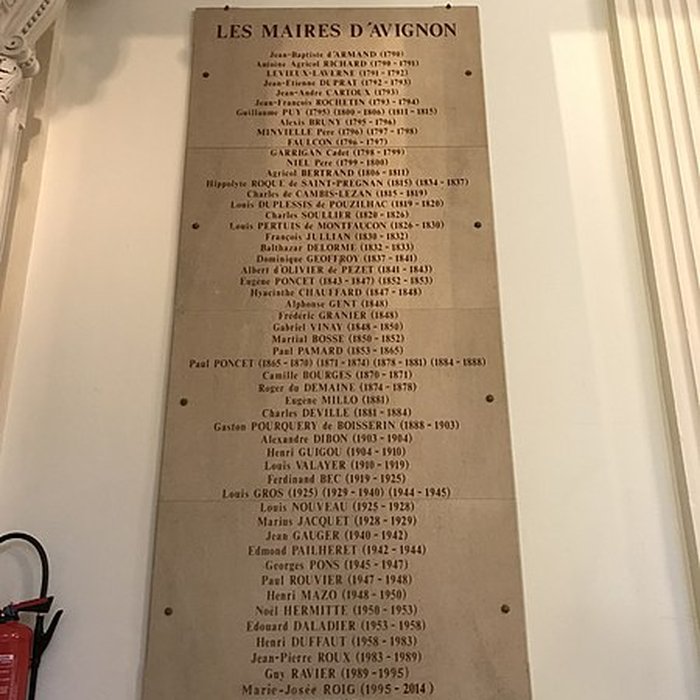 LES MAIRES D'AVIGNON
Jean-Baptiste d'ARMAND (1790)
Antoine Agricol RICHARD (1790 - 1791)
LEVIEUX-LAVERNE (1791 - 1792)
Jean-Etienne DUPRAT (1792 - 1793)
Jean-André CARTOUX (1793)
Jean-François ROCHETIN (1793 - 1794)
Guillaume PUY (1795) (1800 - 1806) (1811 - 1815)
Alexis BRUNY (1795 - 1796)
MINVIELLE Père (1796) (1797 - 1798)
FAULCON (1796 - 1797)
GARRIGAN Cadet (1798 - 1799)
NIEL Père (1799 - 1800)
Agricol BERTRAND (1806 - 1811)
Hippolyte ROQUE de SAINT-PREGNAN (1815) (1834 - 1837)
Charles de CAMBIS-LEZAN (1815 - 1819)
Louis DUPLESSIS de POUZILHAC (1819 - 1820)
Charles SOULLIER (1820 - 1826)
Louis PERTUIS de MONTFAUCON (1826 - 1830)
François JULLIAN (1830 - 1832)
Balthazar DELORME (1832 - 1833)
Dominique GEOFFROY (1837 - 1841)
Albert d'OLIVIER de PEZET (1841 - 1843)
Eugène PONCET (1843 - 1847) (1852 - 1853)
Hyacinthe CHAUFFARD (1847 - 1848)
Alphonse GENT (1848)
Frédéric GRANIER (1848)
Gabriel VINAY (1848 - 1850)
Martial BOSSE (1850 - 1852)
Paul PAMARD (1853 - 1865)
Paul PONCET (1865 - 1870) (1871 - 1874) (1878 - 1881) (1884 - 1888)
Camille BOURGES (1870 - 1871)
Roger du DEMAINE (1874 - 1878)
Eugène MILLO (1881)
Charles DEVILLE (1881 - 1884)
Gaston POURQUERY de BOISSERIN (1888 - 1903)
Alexandre DIBON (1903 - 1904)
Henri GUIGOU (1904 - 1910)
Louis VALAYER (1910 - 1919)
Ferdinand BEC (1919 - 1925)
Louis GROS (1925) (1929 - 1940) (1944 - 1945)
Louis NOUVEAU (1925 - 1928)
Marius JACQUET (1928 - 1929)
Jean GAUGER (1940 - 1942)
Edmond PAILHERET (1942 - 1944)
Georges PONS (1945 - 1947)
Paul ROUVIER (1947 - 1948)
Henri MAZO (1948 - 1950)
Noël HERMITTE (1950 - 1953)
Edouard DALADIER (1953 - 1958)
Henri DUFFAUT (1958 - 1983)
Jean-Pierre ROUX (1983 - 1989)
Guy RAVIER (1989 - 1995)
Marie-Josée ROIG (1995 - 2014)